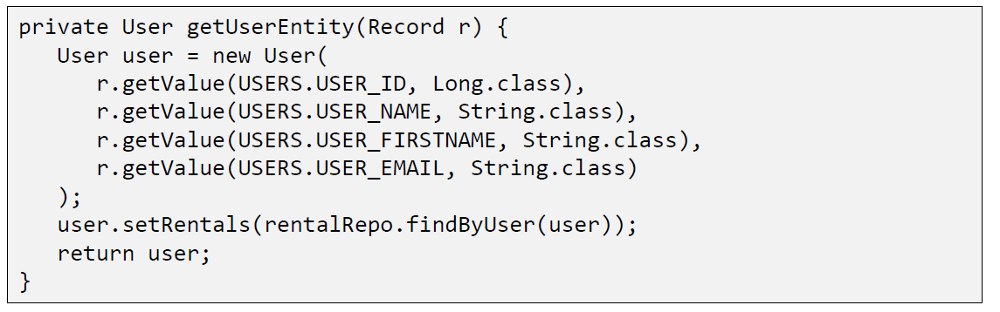 private User getUserEntity(Record r) {
   User user = new User(
      r.getValue(USERS.USER_ID, Long.class),
      r.getValue(USERS.USER_NAME, String.class),
      r.getValue(USERS.USER_FIRSTNAME, String.class),
      r.getValue(USERS.USER_EMAIL, String.class)
   );
   user.setRentals(rentalRepo.findByUser(user));
   return user;
}